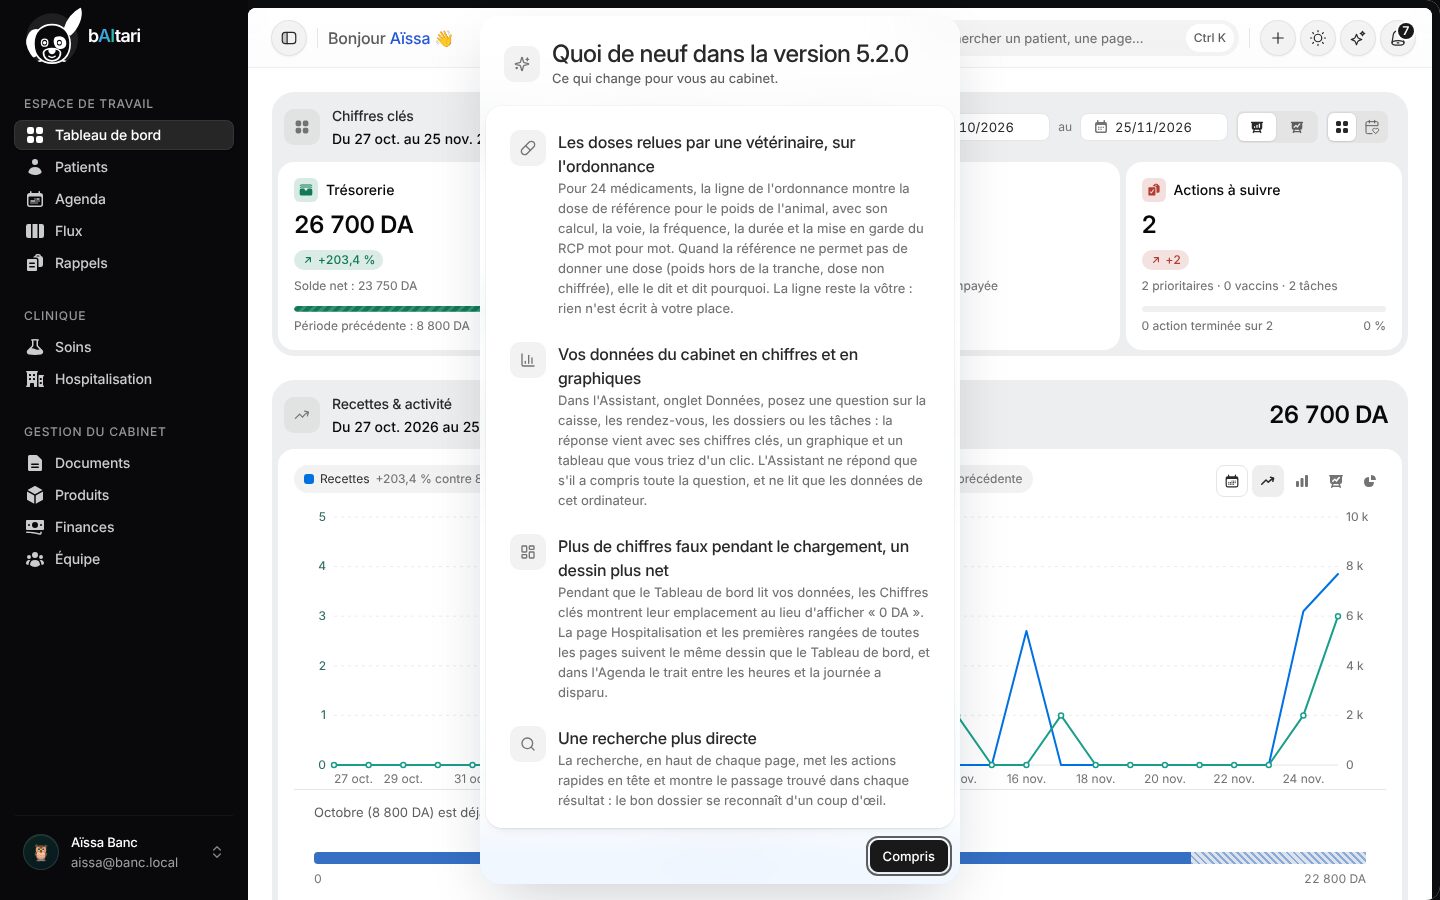 bAItari
ESPACE DE TRAVAIL
Tableau de bord
Patients
Agenda
Flux
Rappels
CLINIQUE
Soins
Hospitalisation
GESTION DU CABINET
Documents
Produits
Finances
Équipe
Aïssa Banc
aissa@banc.local
Bonjour Aïssa 👋
un patient, une page...
Ctrl K
7
Chiffres clés
Du 27 oct. au 25 nov.
10/2026
au
25/11/2026
Trésorerie
26 700 DA
+203,4 %
Solde net : 23 750 DA
Période précédente : 8 800 DA
Actions à suivre
2
+2
2 prioritaires · 0 vaccins · 2 tâches
0 action terminée sur 2
0 %
Recettes & activité
Du 27 oct. 2026 au 25
26 700 DA
Recettes +203,4 % contre 8
5
4
3
2
1
0
10 k
8 k
6 k
4 k
2 k
0
27 oct.
29 oct.
31
16 nov.
18 nov.
20 nov.
22 nov.
24 nov.
Octobre (8 800 DA) est
0
22 800 DA
Quoi de neuf dans la version 5.2.0
Ce qui change pour vous au cabinet.
Les doses relues par une vétérinaire, sur
l'ordonnance
Pour 24 médicaments, la ligne de l'ordonnance montre la
dose de référence pour le poids de l'animal, avec son
calcul, la voie, la fréquence, la durée et la mise en garde du
RCP mot pour mot. Quand la référence ne permet pas de
donner une dose (poids hors de la tranche, dose non
chiffrée), elle le dit et dit pourquoi. La ligne reste la vôtre :
rien n'est écrit à votre place.
Vos données du cabinet en chiffres et en
graphiques
Dans l'Assistant, onglet Données, posez une question sur la
caisse, les rendez-vous, les dossiers ou les tâches : la
réponse vient avec ses chiffres clés, un graphique et un
tableau que vous triez d'un clic. L'Assistant ne répond que
s'il a compris toute la question, et ne lit que les données de
cet ordinateur.
Plus de chiffres faux pendant le chargement, un
dessin plus net
Pendant que le Tableau de bord lit vos données, les Chiffres
clés montrent leur emplacement au lieu d'afficher « 0 DA ».
La page Hospitalisation et les premières rangées de toutes
les pages suivent le même dessin que le Tableau de bord, et
dans l'Agenda le trait entre les heures et la journée a
disparu.
Une recherche plus directe
La recherche, en haut de chaque page, met les actions
rapides en tête et montre le passage trouvé dans chaque
résultat : le bon dossier se reconnaît d'un coup d'œil.
Compris